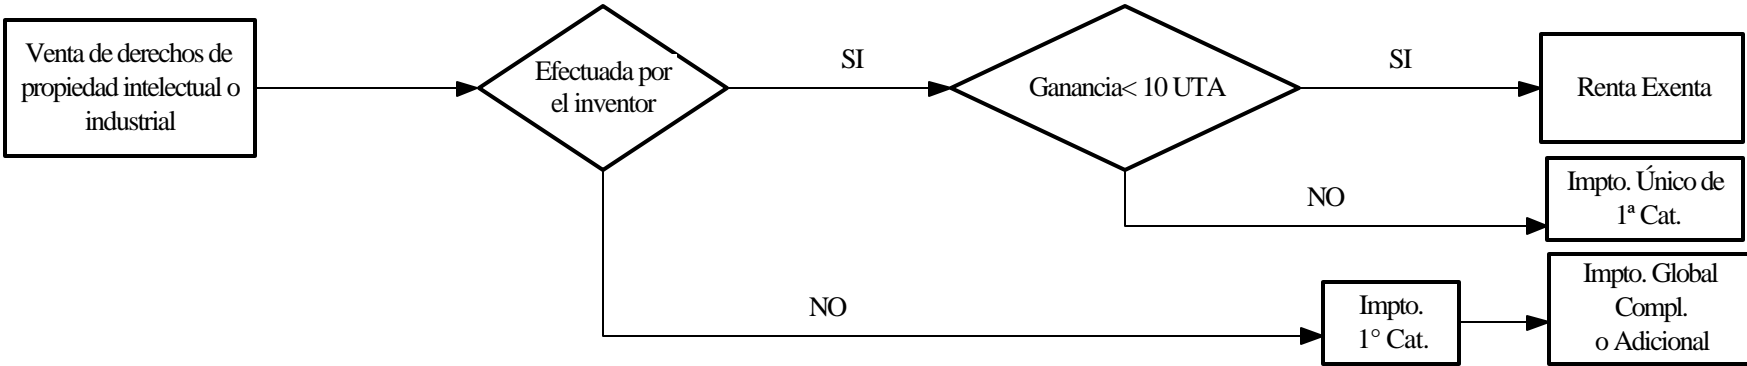 Venta de derechos de
propiedad intelectual o
industrial
Efectuada por
el inventor
SI
Ganancia< 10 UTA
SI
Renta Exenta
NO
Impto. Único de
1ª Cat.
NO
Impto.
1° Cat.
Impto. Global
Compl.
o Adicional